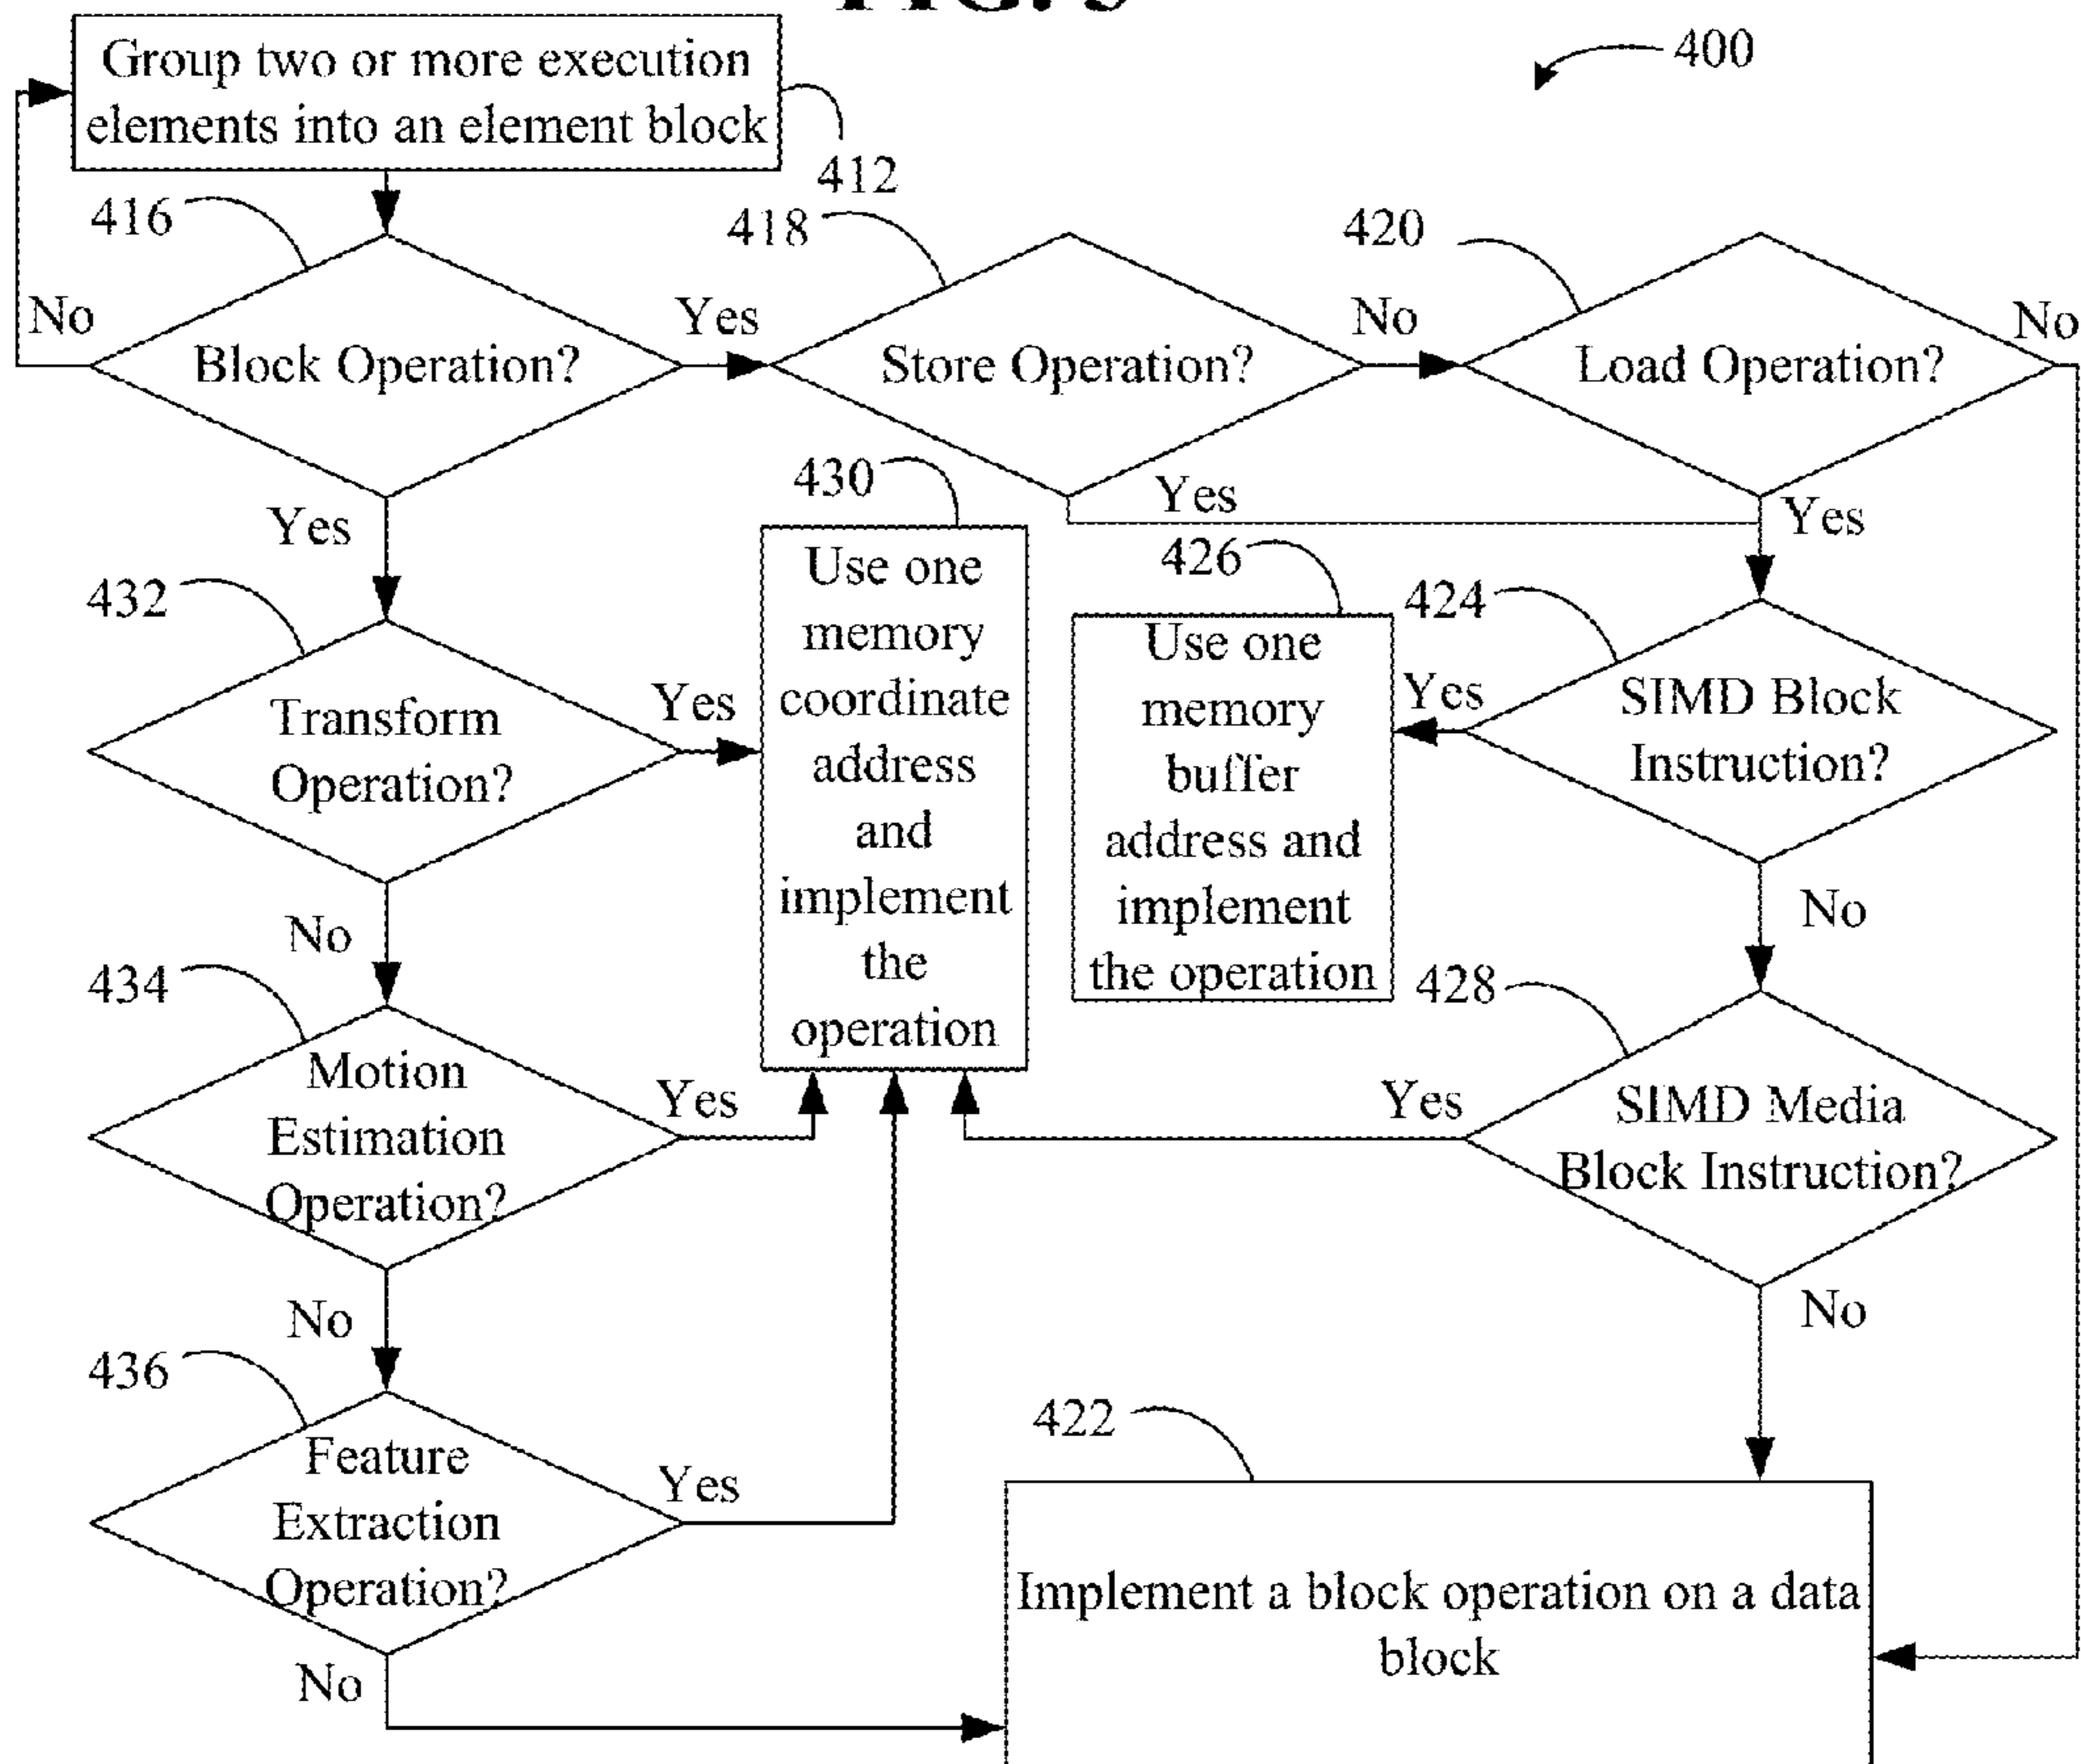 400
Group two or more execution
elements into an element block
412
416
418
420
No
Block Operation?
Yes
Store Operation?
No
Load Operation?
No
Yes
Yes
Yes
430
Use one
memory
coordinate
address
and
implement
the
operation
426
Use one
memory
buffer
address and
implement
the operation
424
Yes
SIMD Block
Instruction?
No
432
Transform
Operation?
Yes
No
434
Motion
Estimation
Operation?
Yes
No
428
Yes
SIMD Media
Block Instruction?
No
436
Feature
Extraction
Operation?
Yes
No
422
Implement a block operation on a data
block